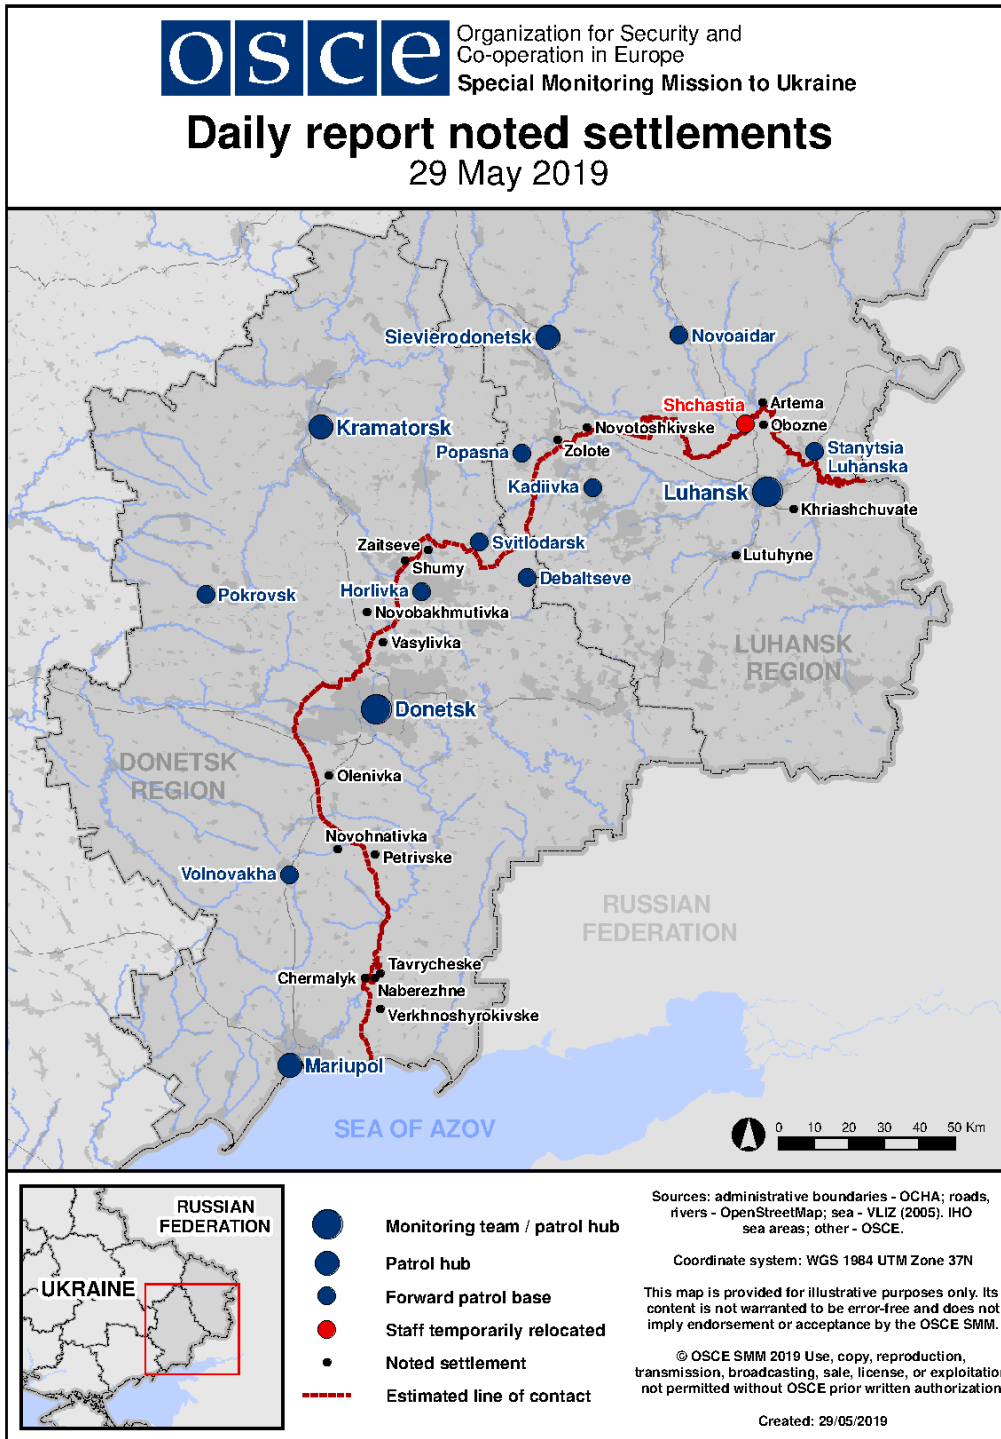 osce
Organization for Security and
Co-operation in Europe
Special Monitoring Mission to Ukraine
Daily report noted settlements
29 May 2019
Sievierodonetsk
Novoaidar
Shchastia
Artema
Kramatorsk
Novotoshkivske
Obozne
Popasna
Zolote
Stanytsia
Luhanska
Kadiivka
Luhansk
Khriashchuvate
Zaitseve
Svitlodarsk
Shumy
Lutuhyne
Debaltseve
Pokrovsk
Horlivka
Novobakhmutivka
Vasylivka
LUHANSK
REGION
Donetsk
DONETSK
REGION
Olenivka
Novohnativka
Petrivske
Volnovakha
RUSSIAN
FEDERATION
Tavrycheske
Chermalyk
Naberezhne
Verkhnoshyrokivske
Mariupol
SEA OF AZOV
0 10 20 30 40 50 Km
RUSSIAN
FEDERATION
UKRAINE
Monitoring team / patrol hub
Patrol hub
Forward patrol base
Staff temporarily relocated
Noted settlement
Estimated line of contact
Sources: administrative boundaries - OCHA; roads,
rivers - OpenStreetMap; sea - VLIZ (2005). IHO
sea areas; other - OSCE.
Coordinate system: WGS 1984 UTM Zone 37N
This map is provided for illustrative purposes only. Its
content is not warranted to be error-free and does not
imply endorsement or acceptance by the OSCE SMM.
© OSCE SMM 2019 Use, copy, reproduction,
transmission, broadcasting, sale, license, or exploitation
not permitted without OSCE prior written authorization
Created: 29/05/2019